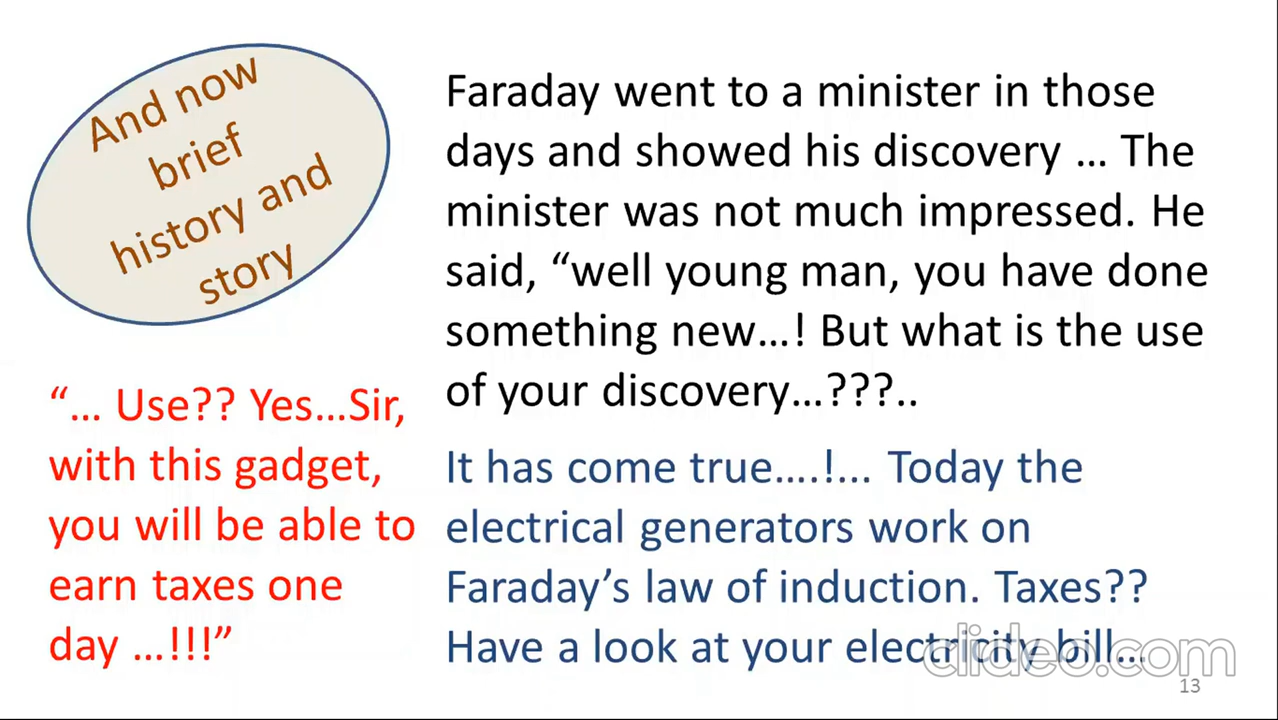 And now
brief
history and
story
Faraday went to a minister in those
days and showed his discovery … The
minister was not much impressed. He
said, “well young man, you have done
something new…! But what is the use
of your discovery…???..
“… Use?? Yes…Sir,
with this gadget,
you will be able to
earn taxes one
day …!!!”
It has come true….!... Today the
electrical generators work on
Faraday’s law of induction. Taxes??
Have a look at your electricity bill…
clideo.com
13